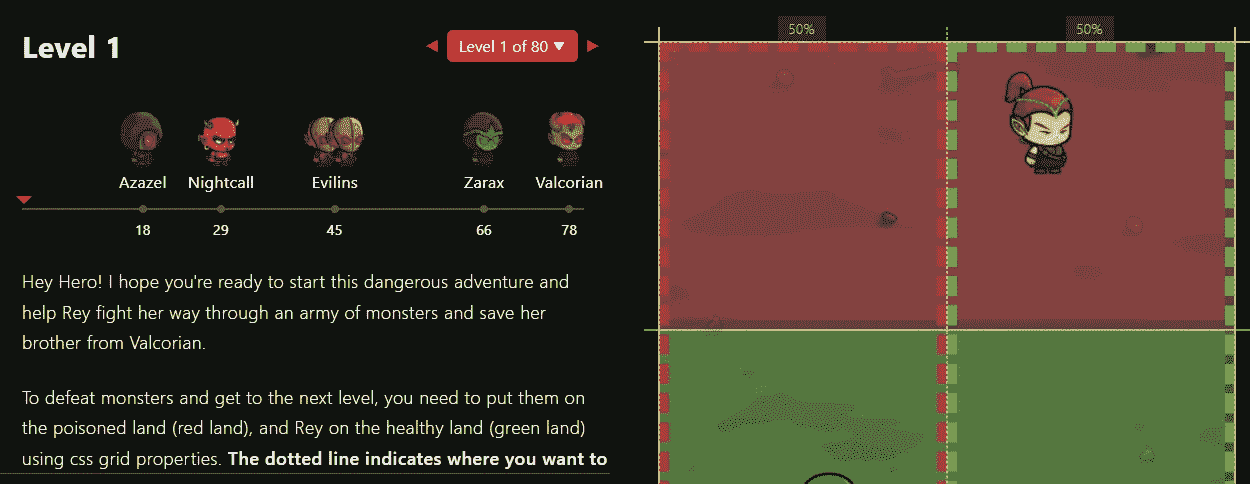 Level 1
Level 1 of 80
Azazel Nightcall Evilins Zarax Valcorian
18 29 45 66 78
Hey Hero! I hope you're ready to start this dangerous adventure and
help Rey fight her way through an army of monsters and save her
brother from Valcorian.
To defeat monsters and get to the next level, you need to put them on
the poisoned land (red land), and Rey on the healthy land (green land)
using css grid properties. The dotted line indicates where you want to
50% 50%